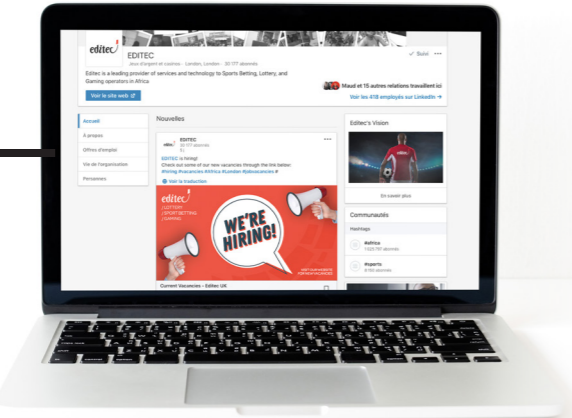 editec
EDITEC
Jeux d'argent et casinos · London, London · 30 177 abonnés
✓ Suivi
Editec is a leading provider of services and technology to Sports Betting, Lottery, and
Gaming operators in Africa
Voir le site web
Maud et 15 autres relations travaillent ici
Voir les 418 employés sur LinkedIn →
Accueil
À propos
Offres d'emploi
Vie de l'organisation
Personnes
Nouvelles
editec
EDITEC
30 177 abonnés
EDITEC is hiring!
Check out some of our new vacancies through the link below:
#hiring #vacancies #Africa #London #jobvacancies #
Voir la traduction
editec
/ LOTTERY
/ SPORT BETTING
/ GAMING
WE'RE
HIRING!
Current Vacancies - Editec UK
Editec's Vision
En savoir plus
Communautés
Hashtags
#africa
#sports